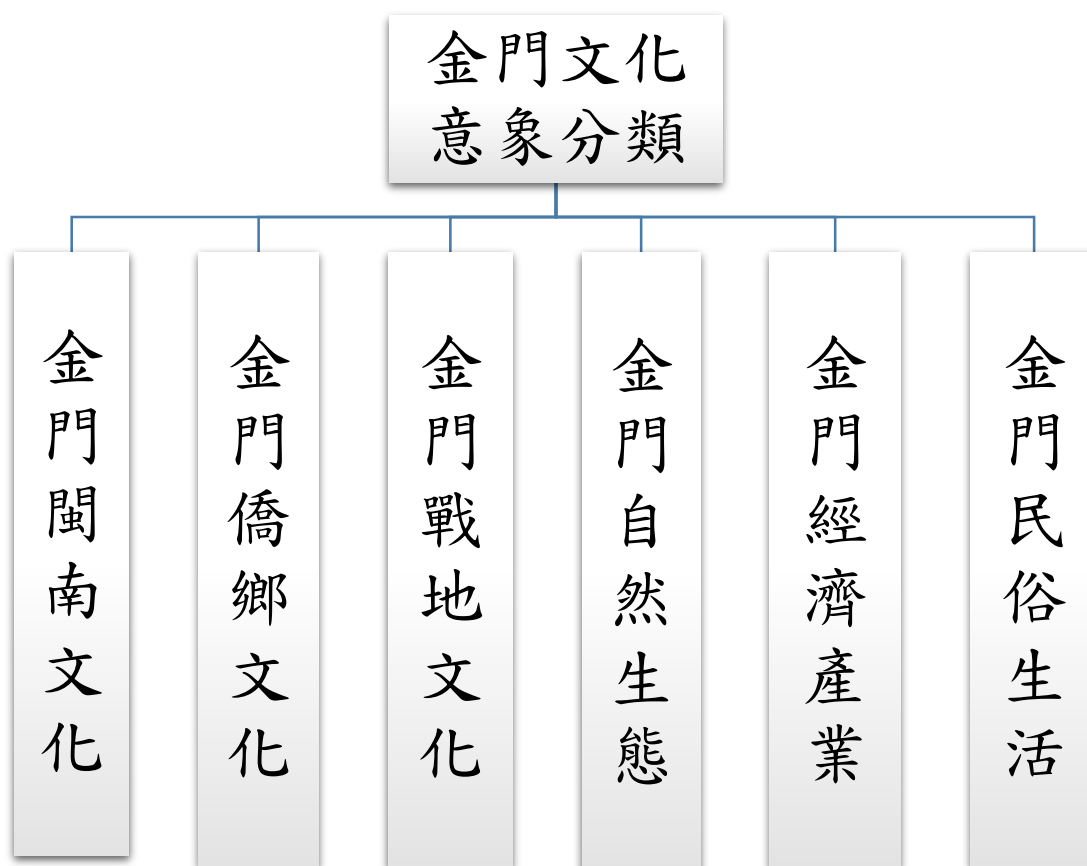 金門文化
意象分類
金門閩南文化
金門僑鄉文化
金門戰地文化
金門自然生態
金門經濟產業
金門民俗生活